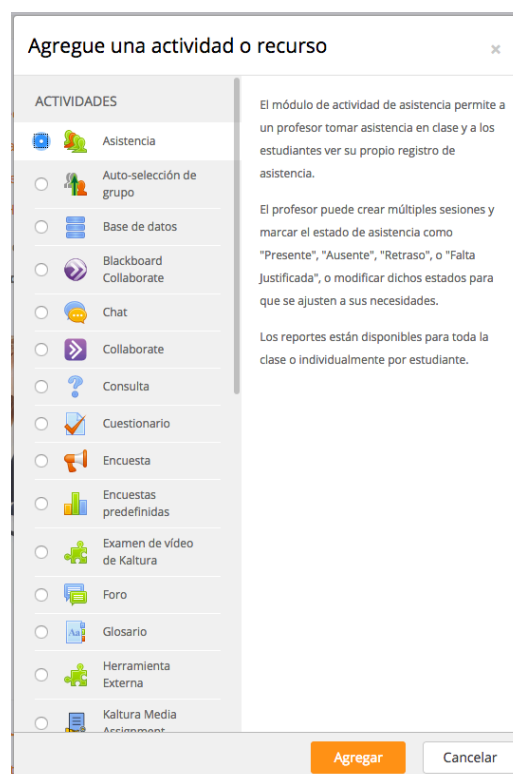 Agregue una actividad o recurso
×
ACTIVIDADES
Asistencia
Auto-selección de
grupo
Base de datos
Blackboard
Collaborate
Chat
Collaborate
Consulta
Cuestionario
Encuesta
Encuestas
predefinidas
Examen de vídeo
de Kaltura
Foro
Aa
Glosario
Herramienta
Externa
Kaltura Media
Assignment
El módulo de actividad de asistencia permite a
un profesor tomar asistencia en clase y a los
estudiantes ver su propio registro de
asistencia.
El profesor puede crear múltiples sesiones y
marcar el estado de asistencia como
"Presente", "Ausente", "Retraso", o "Falta
Justificada", o modificar dichos estados para
que se ajusten a sus necesidades.
Los reportes están disponibles para toda la
clase o individualmente por estudiante.
Agregar
Cancelar